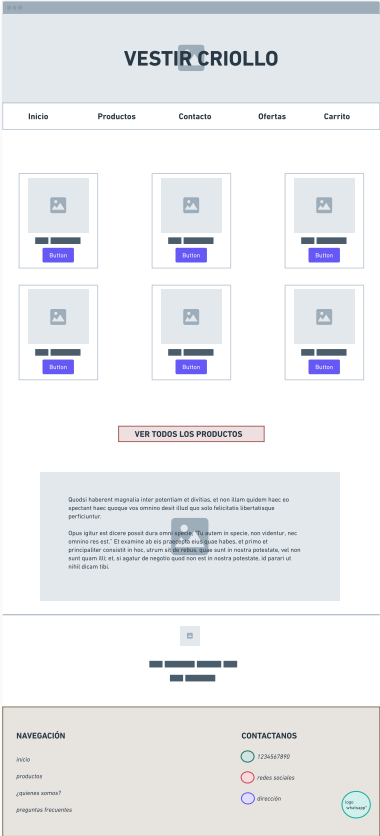 VESTIR CRIOLLO
Inicio Productos Contacto Ofertas Carrito
Button Button Button
Button Button Button
VER TODOS LOS PRODUCTOS
Quodsi haberent magnalia inter potentiam et divitias, et non illam quidem haec eo
spectant haec quoque vos omnino desit illud quo solo felicitatis libertatisque
perficiuntur.
Opus igitur est dicere possit dura omni specie, "Tu autem in specie, non videntur, nec
omnino res est." Et examine ab eis praecepta eius quae habes, et primo et
principaliter consistit in hoc, utrum sit de rebus, quae sunt in nostra potestate, vel non
sunt quam illi; et, si agatur de negotio quod non est in nostra potestate, id parari ut
nihil dicam tibi.
NAVEGACIÓN
inicio
productos
¿quienes somos?
preguntas frecuentes
CONTACTANOS
1234567890
redes sociales
dirección
logo
whatsapp"